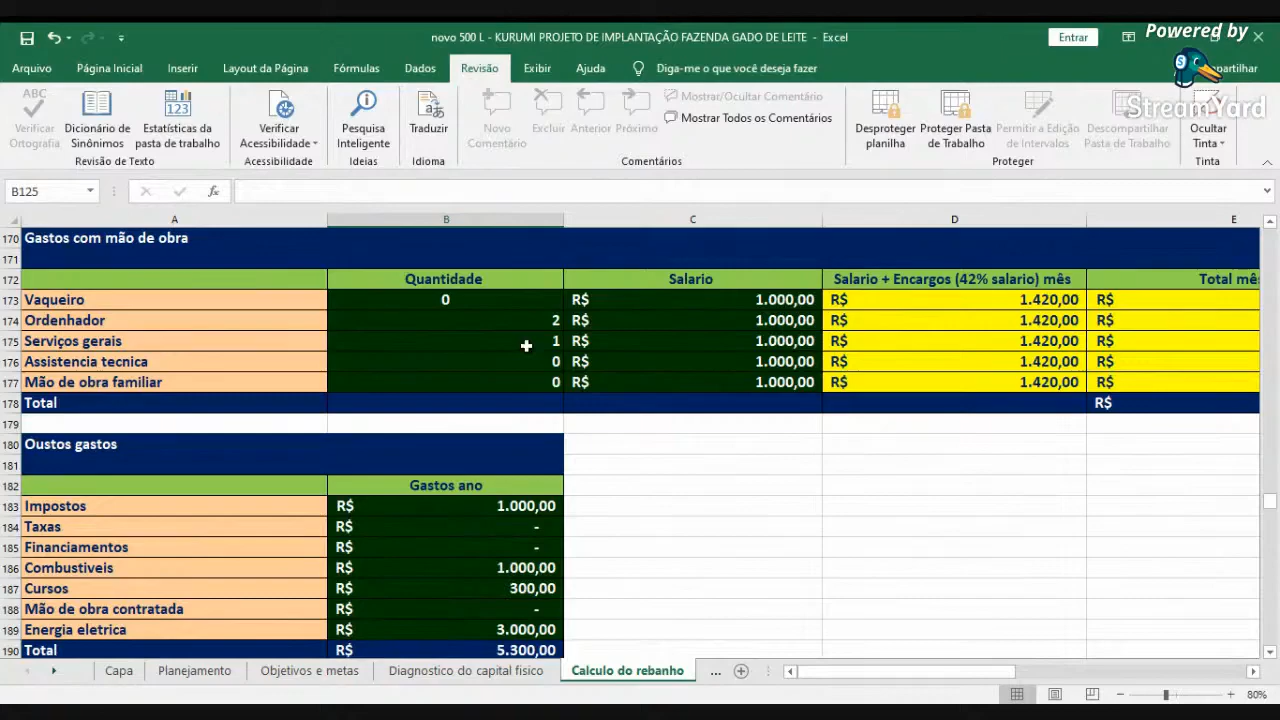 Powered by
StreamYard
novo 500 L - KURUMI PROJETO DE IMPLANTAÇÃO FAZENDA GADO DE LEITE - Excel
Entrar
Arquivo Página Inicial Inserir Layout da Página Fórmulas Dados Revisão Exibir Ajuda Diga-me o que você deseja fazer
Verificar Ortografia
Dicionário de Sinônimos
Estatísticas da pasta de trabalho
Verificar Acessibilidade
Pesquisa Inteligente
Traduzir
Novo Comentário
Excluir
Anterior
Próximo
Mostrar/Ocultar Comentário
Mostrar Todos os Comentários
Desproteger planilha
Proteger Pasta de Trabalho
Permitir a Edição de Intervalos
Descompartilhar Pasta de Trabalho
Ocultar Tinta
Revisão de Texto Acessibilidade Ideias Idioma Comentários Proteger Tinta
B125 fx
A B C D E
170 Gastos com mão de obra
171
172 Quantidade Salario Salario + Encargos (42% salario) mês
173 Vaqueiro 0 R$ 1.000,00 R$ 1.420,00 R$
174 Ordenhador 2 R$ 1.000,00 R$ 1.420,00 R$
175 Serviços gerais 1 R$ 1.000,00 R$ 1.420,00 R$
176 Assistencia tecnica 0 R$ 1.000,00 R$ 1.420,00 R$
177 Mão de obra familiar 0 R$ 1.000,00 R$ 1.420,00 R$
178 Total R$
179
180 Oustos gastos
181
182 Gastos ano
183 Impostos R$ 1.000,00
184 Taxas R$ -
185 Financiamentos R$ -
186 Combustiveis R$ 1.000,00
187 Cursos R$ 300,00
188 Mão de obra contratada R$ -
189 Energia eletrica R$ 3.000,00
190 Total R$ 5.300,00
Capa Planejamento Objetivos e metas Diagnostico do capital fisico Calculo do rebanho ...
80%